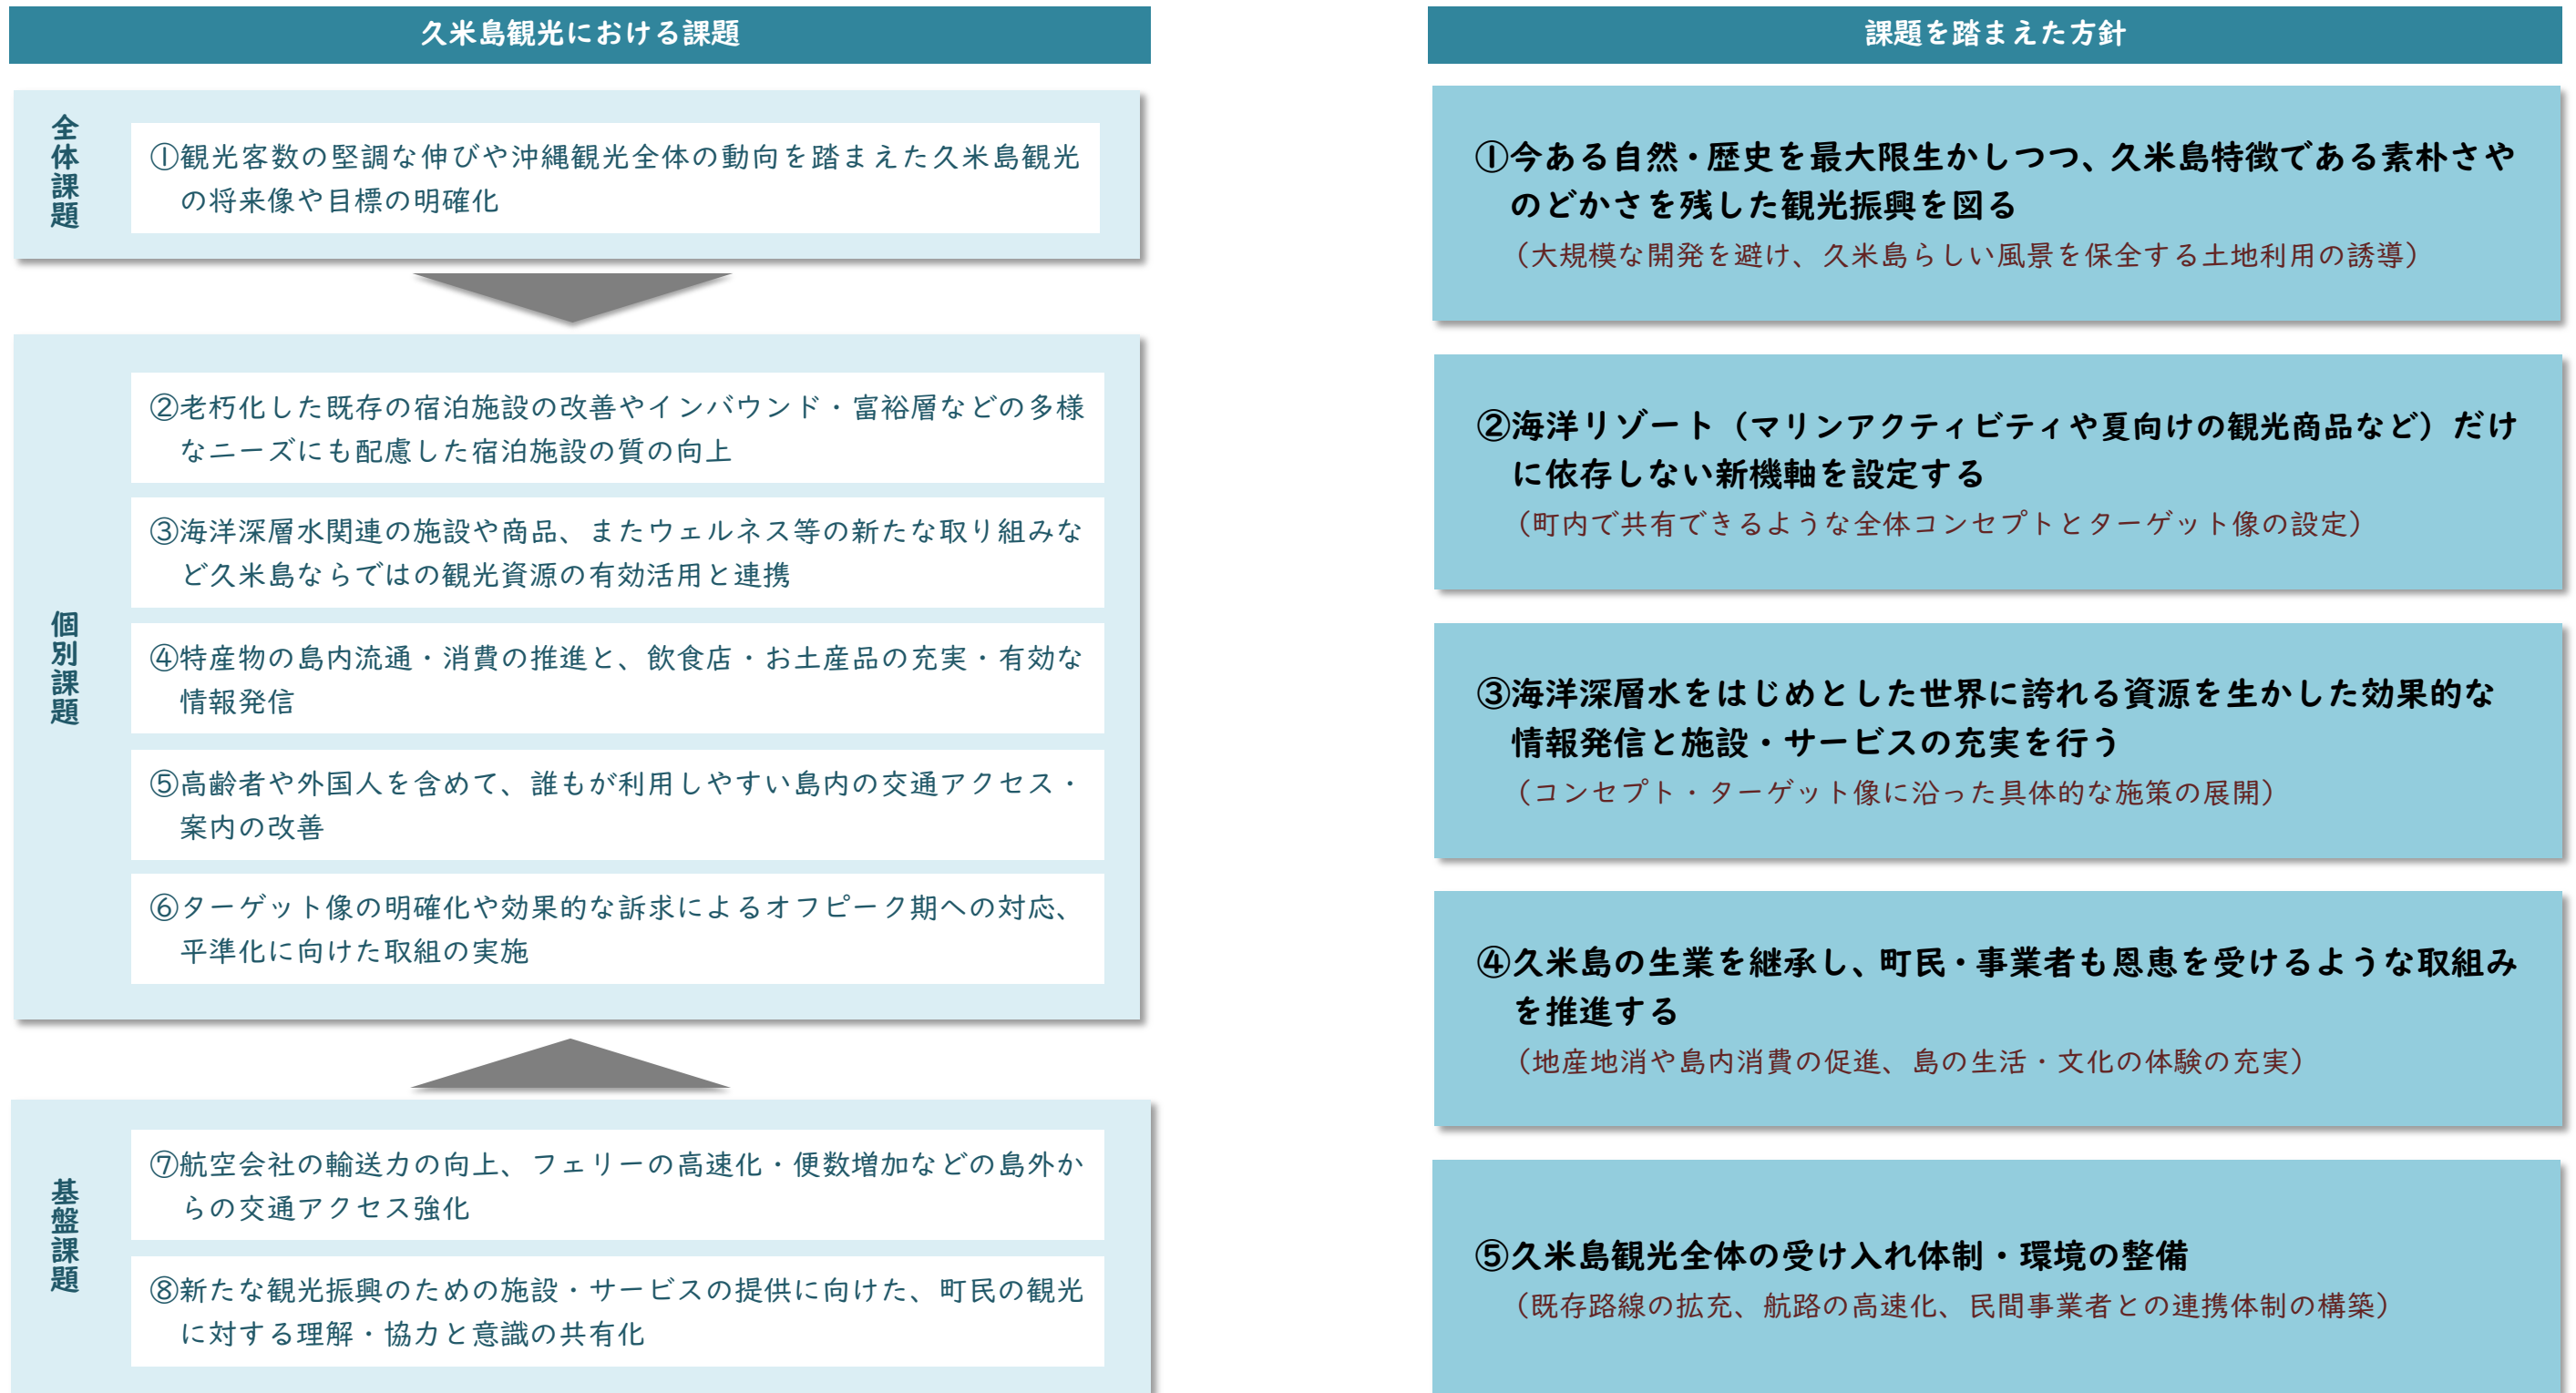 久米島観光における課題
全体課題
①観光客数の堅調な伸びや沖縄観光全体の動向を踏まえた久米島観光
の将来像や目標の明確化
個別課題
②老朽化した既存の宿泊施設の改善やインバウンド・富裕層などの多様
なニーズにも配慮した宿泊施設の質の向上
③海洋深層水関連の施設や商品、またウェルネス等の新たな取り組みな
ど久米島ならではの観光資源の有効活用と連携
④特産物の島内流通・消費の推進と、飲食店・お土産品の充実・有効な
情報発信
⑤高齢者や外国人を含めて、誰もが利用しやすい島内の交通アクセス・
案内の改善
⑥ターゲット像の明確化や効果的な訴求によるオフピーク期への対応、
平準化に向けた取組の実施
基盤課題
⑦航空会社の輸送力の向上、フェリーの高速化・便数増加などの島外か
らの交通アクセス強化
⑧新たな観光振興のための施設・サービスの提供に向けた、町民の観光
に対する理解・協力と意識の共有化
課題を踏まえた方針
①今ある自然・歴史を最大限生かしつつ、久米島特徴である素朴さや
のどかさを残した観光振興を図る
（大規模な開発を避け、久米島らしい風景を保全する土地利用の誘導）
②海洋リゾート（マリンアクティビティや夏向けの観光商品など）だけ
に依存しない新機軸を設定する
（町内で共有できるような全体コンセプトとターゲット像の設定）
③海洋深層水をはじめとした世界に誇れる資源を生かした効果的な
情報発信と施設・サービスの充実を行う
（コンセプト・ターゲット像に沿った具体的な施策の展開）
④久米島の生業を継承し、町民・事業者も恩恵を受けるような取組み
を推進する
（地産地消や島内消費の促進、島の生活・文化の体験の充実）
⑤久米島観光全体の受け入れ体制・環境の整備
（既存路線の拡充、航路の高速化、民間事業者との連携体制の構築）